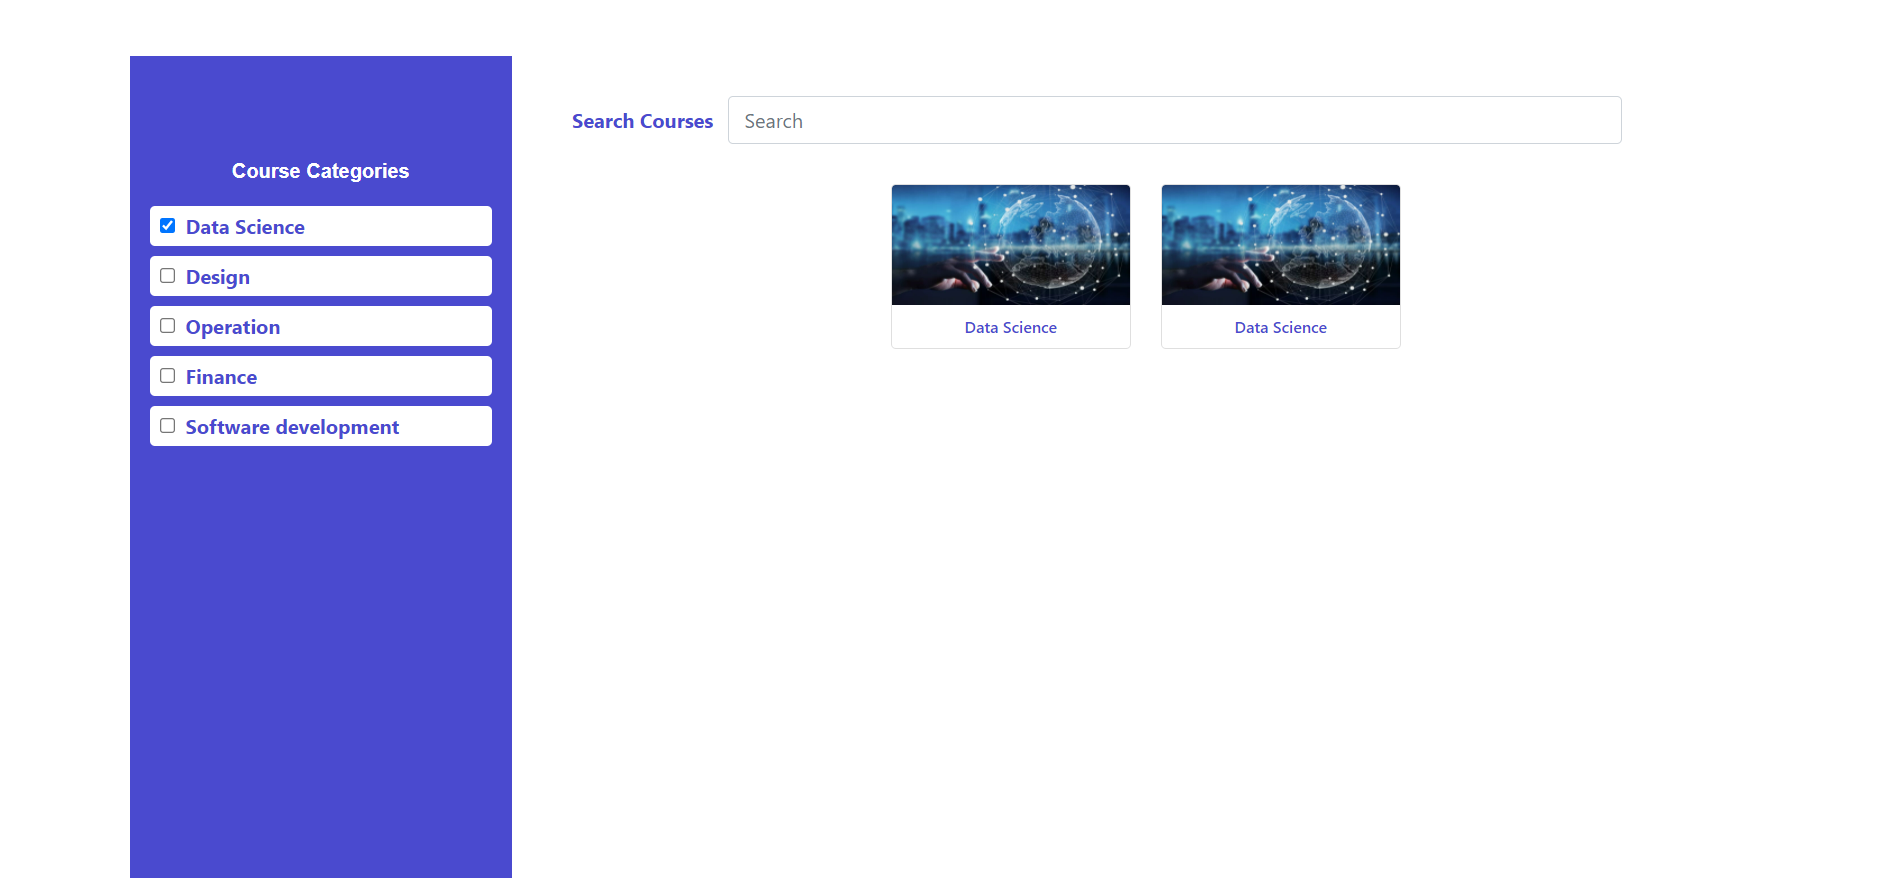 Course Categories
Data Science
Design
Operation
Finance
Software development
Search Courses
Search
Data Science
Data Science